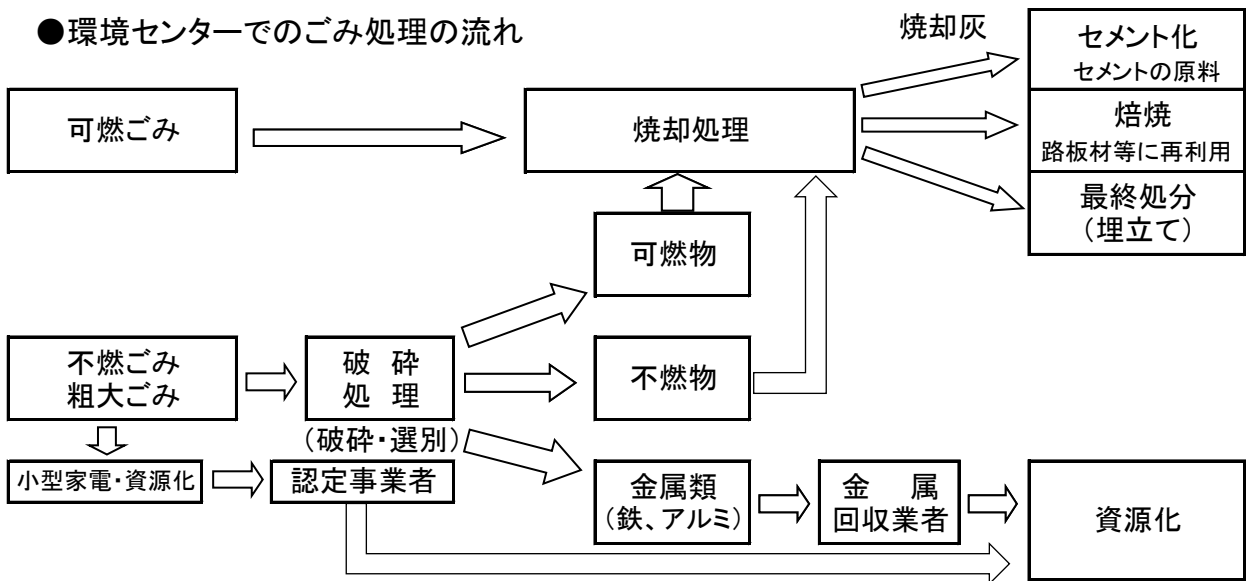 ●環境センターでのごみ処理の流れ
焼却灰
セメント化
セメントの原料
可燃ごみ
焼却処理
焙焼
路板材等に再利用
最終処分
(埋立て)
可燃物
不燃ごみ
粗大ごみ
破 砕
処 理
(破砕・選別)
不燃物
小型家電・資源化
認定事業者
金属類
(鉄、アルミ)
金 属
回収業者
資源化